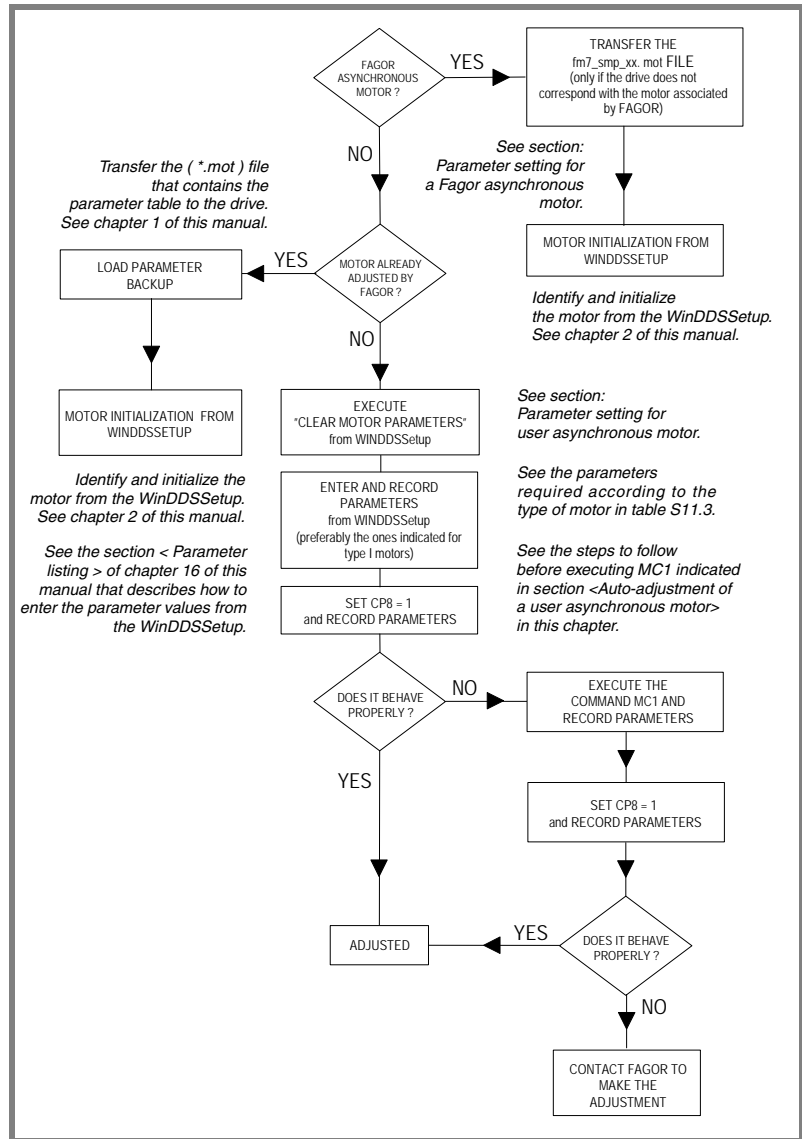 FAGOR
ASYNCHRONOUS
MOTOR ?
YES
TRANSFER THE
fm7_smp_xx. mot FILE
(only if the drive does not
correspond with the motor associated
by FAGOR)
NO
See section:
Parameter setting for
a Fagor asynchronous
motor.
Transfer the ( *.mot ) file
that contains the
parameter table to the drive.
See chapter 1 of this manual.
MOTOR INITIALIZATION FROM
WINDDSSETUP
Identify and initialize
the motor from the WinDDSSetup.
See chapter 2 of this manual.
MOTOR ALREADY
ADJUSTED BY
FAGOR ?
YES
LOAD PARAMETER
BACKUP
NO
MOTOR INITIALIZATION FROM
WINDDSSETUP
Identify and initialize the
motor from the WinDDSSetup.
See chapter 2 of this manual.
See the section < Parameter
listing > of chapter 16 of this
manual that describes how to
enter the parameter values from
the WinDDSSetup.
EXECUTE
"CLEAR MOTOR PARAMETERS"
from WINDDSSetup
See section:
Parameter setting for
user asynchronous motor.
ENTER AND RECORD
PARAMETERS
from WINDDSSetup
(preferably the ones indicated for
type I motors)
See the parameters
required according to the
type of motor in table S11.3.
SET CP8 = 1
and RECORD PARAMETERS
See the steps to follow
before executing MC1 indicated
in section <Auto-adjustment of
a user asynchronous motor>
in this chapter.
DOES IT BEHAVE
PROPERLY ?
NO
EXECUTE THE
COMMAND MC1 AND
RECORD PARAMETERS
YES
SET CP8 = 1
and RECORD PARAMETERS
ADJUSTED
YES
DOES IT BEHAVE
PROPERLY ?
NO
CONTACT FAGOR TO
MAKE THE
ADJUSTMENT